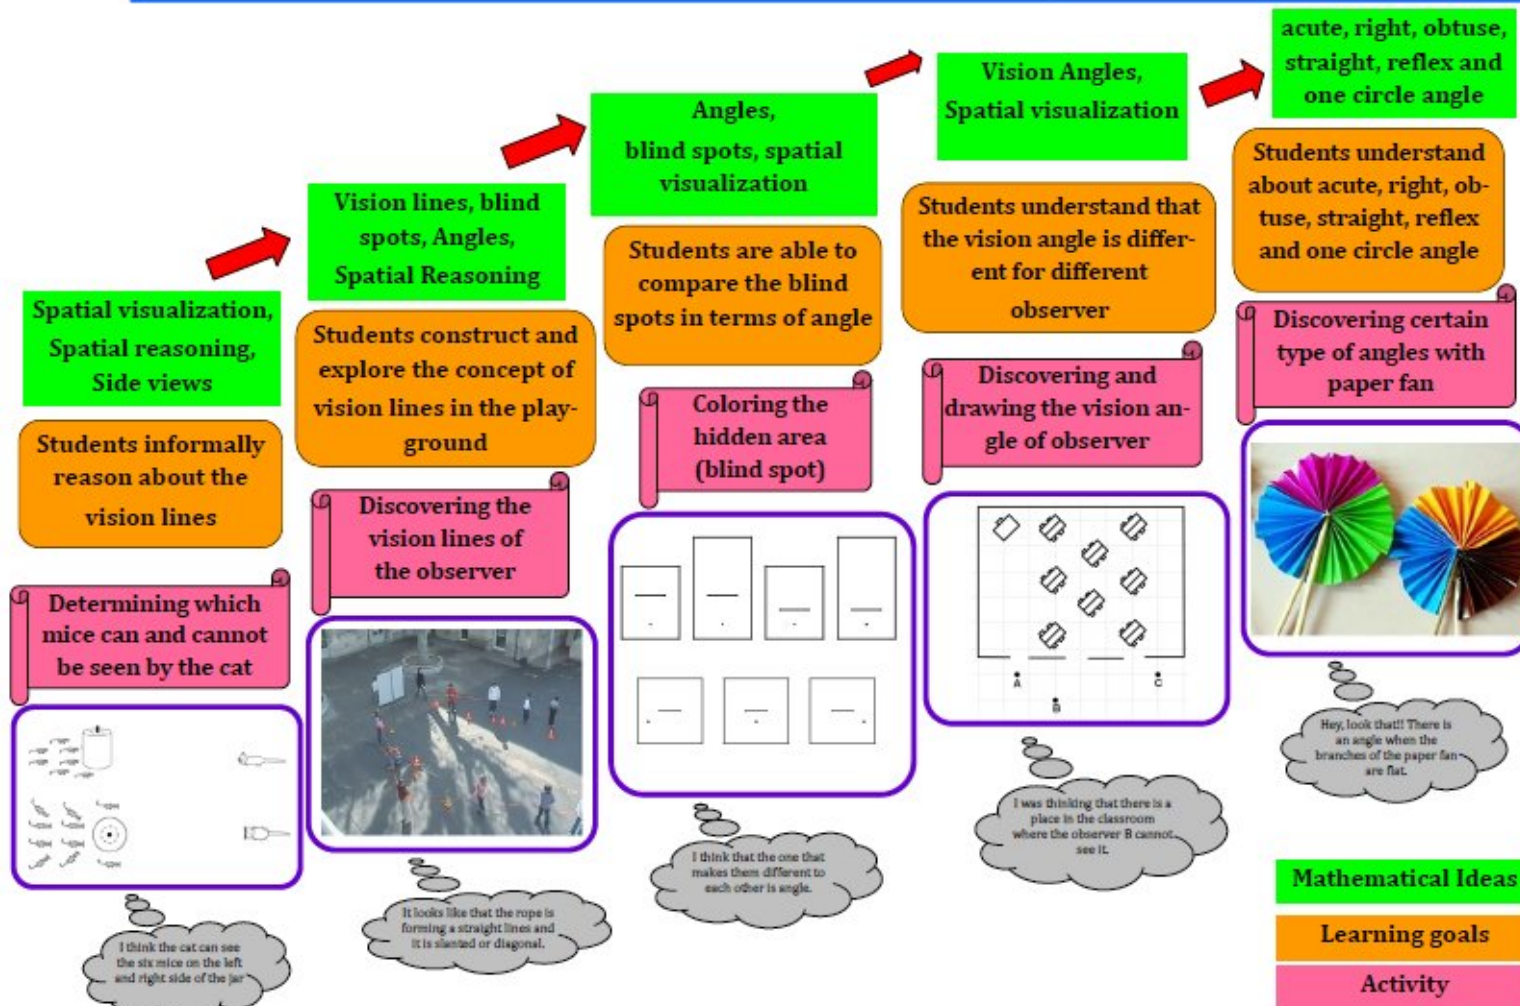 Spatial visualization,
Spatial reasoning,
Side views
Students informally
reason about the
vision lines
Determining which
mice can and cannot
be seen by the cat
I think the cat can see
the six mice on the left
and right side of the jar
Vision lines, blind
spots, Angles,
Spatial Reasoning
Students construct and
explore the concept of
vision lines in the play-
ground
Discovering the
vision lines of
the observer
It looks like that the rope is
forming a straight lines and
it is slanted or diagonal.
Angles,
blind spots, spatial
visualization
Students are able to
compare the blind
spots in terms of angle
Coloring the
hidden area
(blind spot)
I think that the one that
makes them different to
each other is angle.
Vision Angles,
Spatial visualization
Students understand that
the vision angle is differ-
ent for different
observer
Discovering and
drawing the vision an-
gle of observer
A
B
C
I was thinking that there is a
place in the classroom
where the observer B cannot
see it.
acute, right, obtuse,
straight, reflex and
one circle angle
Students understand
about acute, right, ob-
tuse, straight, reflex
and one circle angle
Discovering certain
type of angles with
paper fan
Hey, look that!! There is
an angle when the
branches of the paper fan
are flat.
Mathematical Ideas
Learning goals
Activity